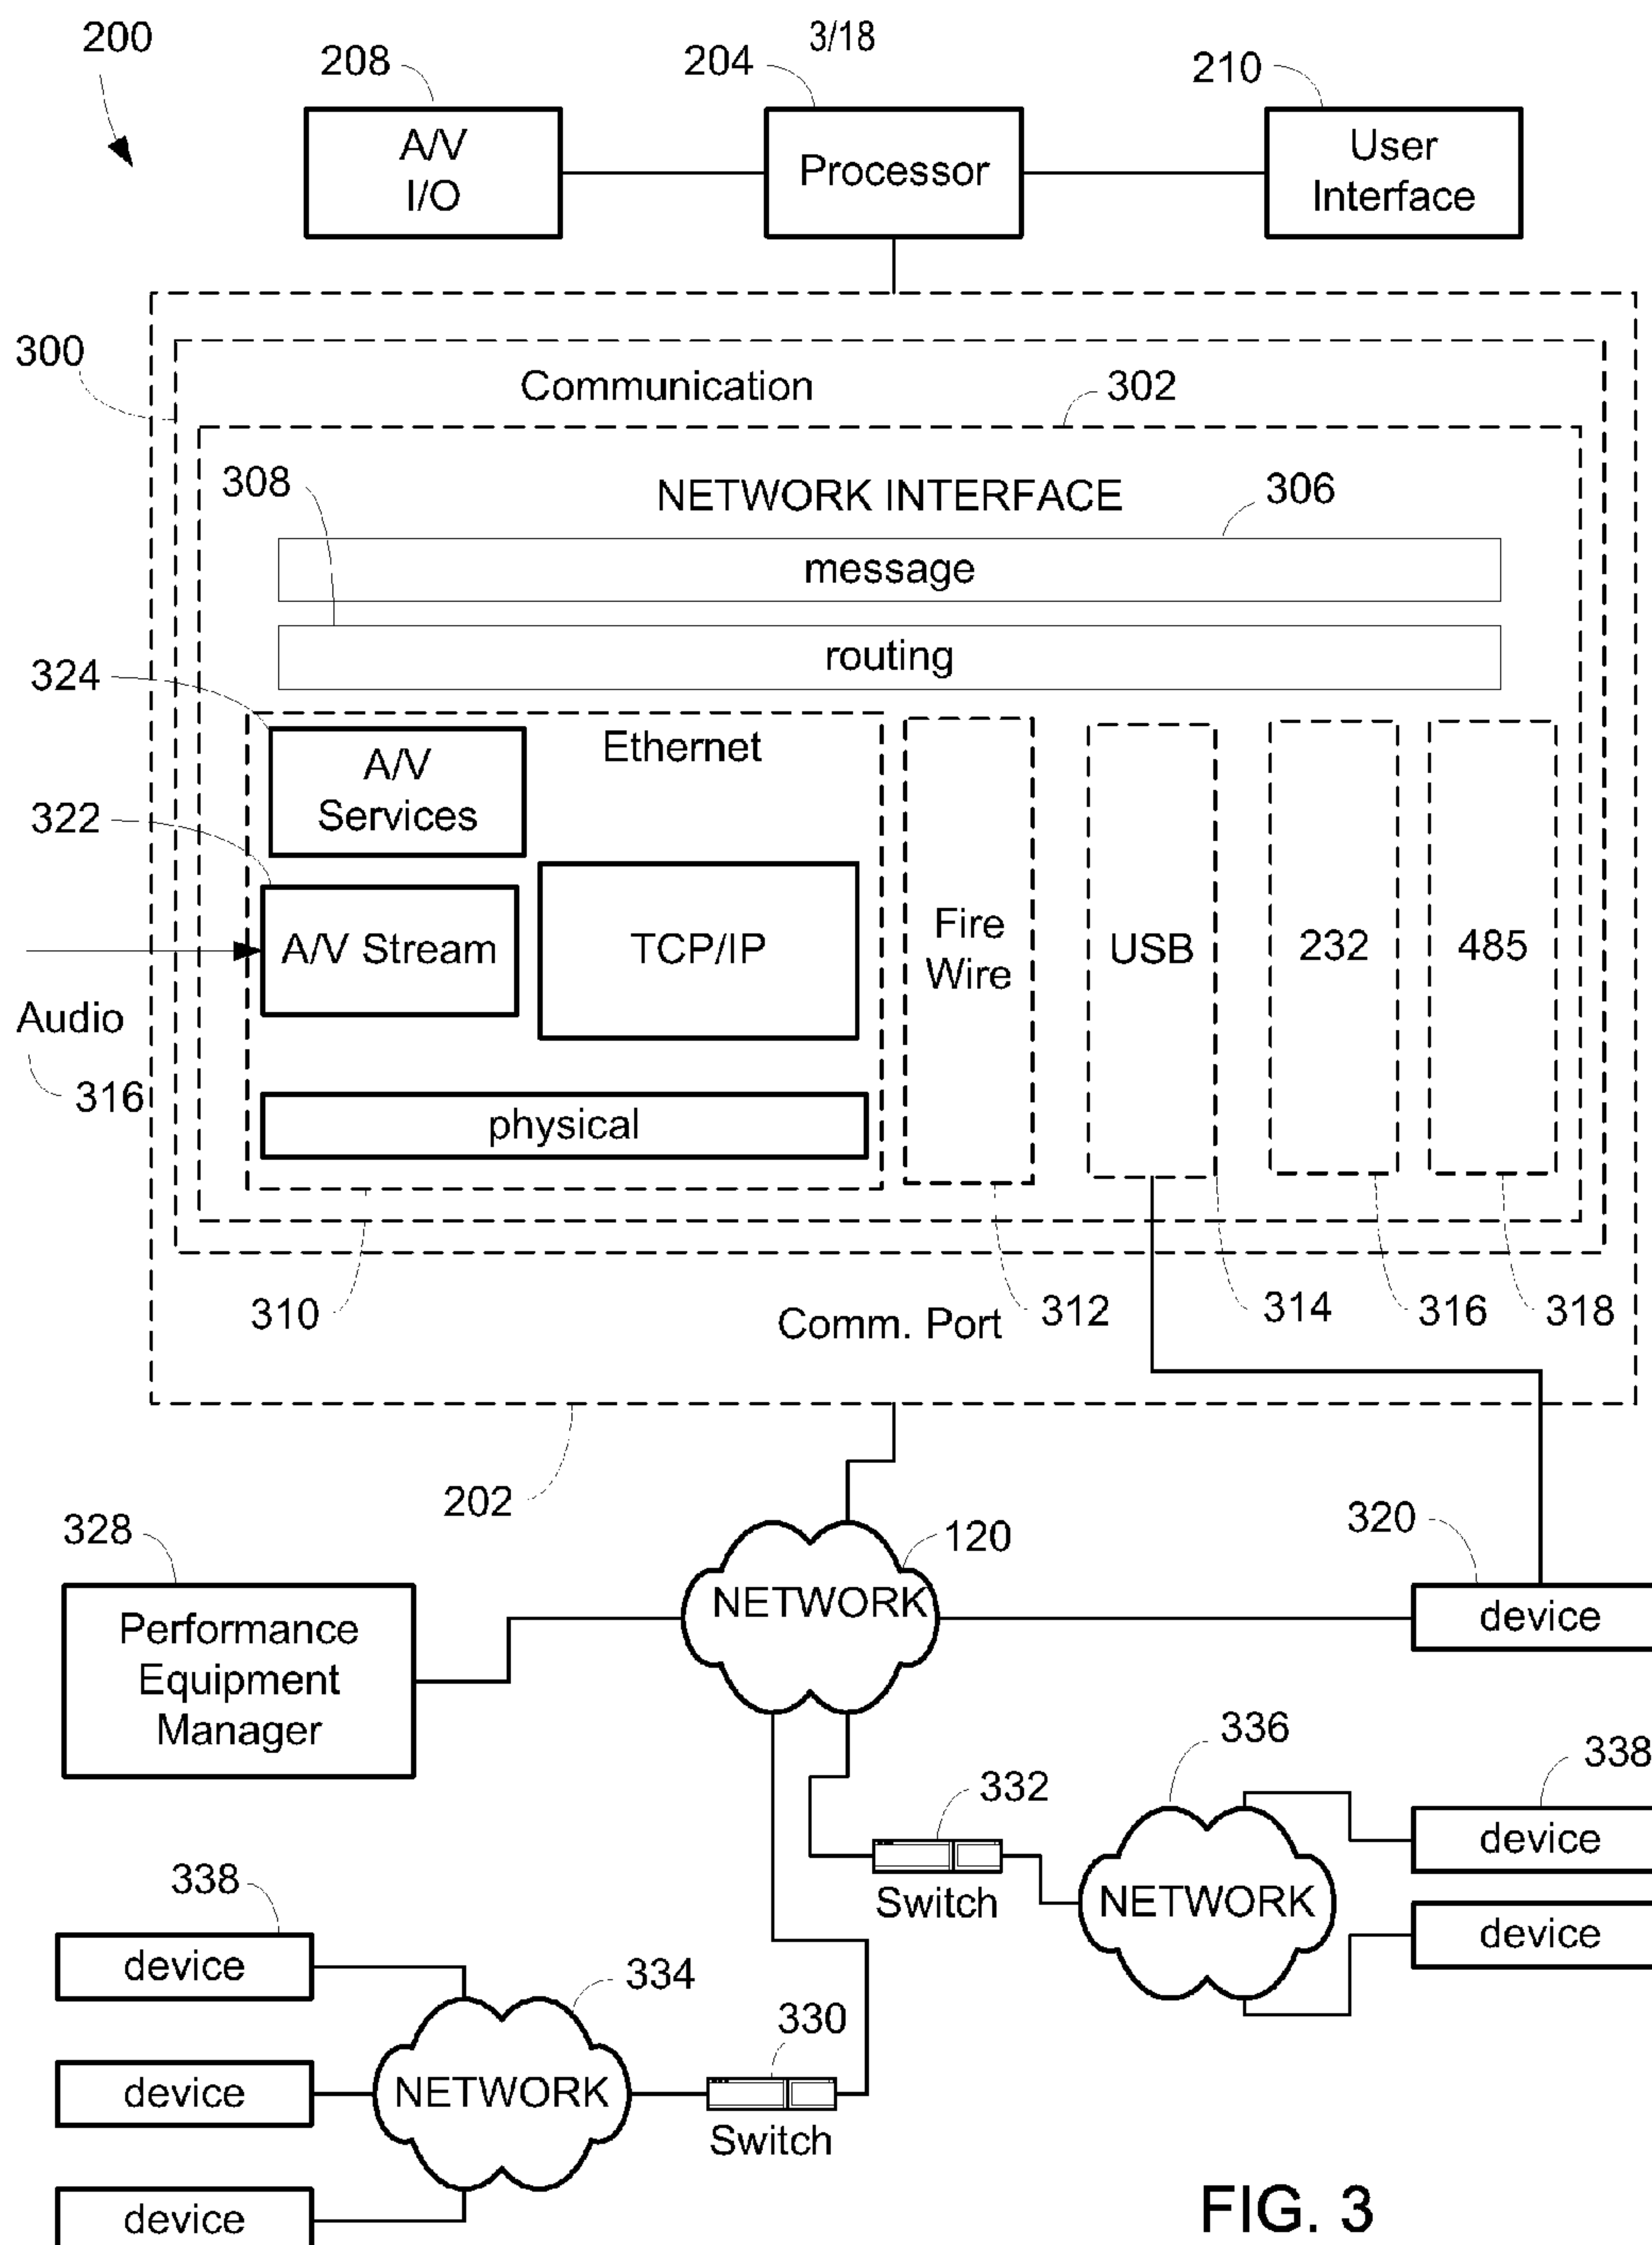 3/18
200
208
204
210
A/V
I/O
Processor
User
Interface
300
Communication
302
308
NETWORK INTERFACE
306
message
routing
324
A/V
Services
Ethernet
322
A/V Stream
TCP/IP
Fire
Wire
USB
232
485
Audio
316
physical
310
Comm. Port
312
314
316
318
202
328
120
320
Performance
Equipment
Manager
NETWORK
device
336
338
332
device
Switch
NETWORK
device
338
device
334
330
device
NETWORK
Switch
device
FIG. 3